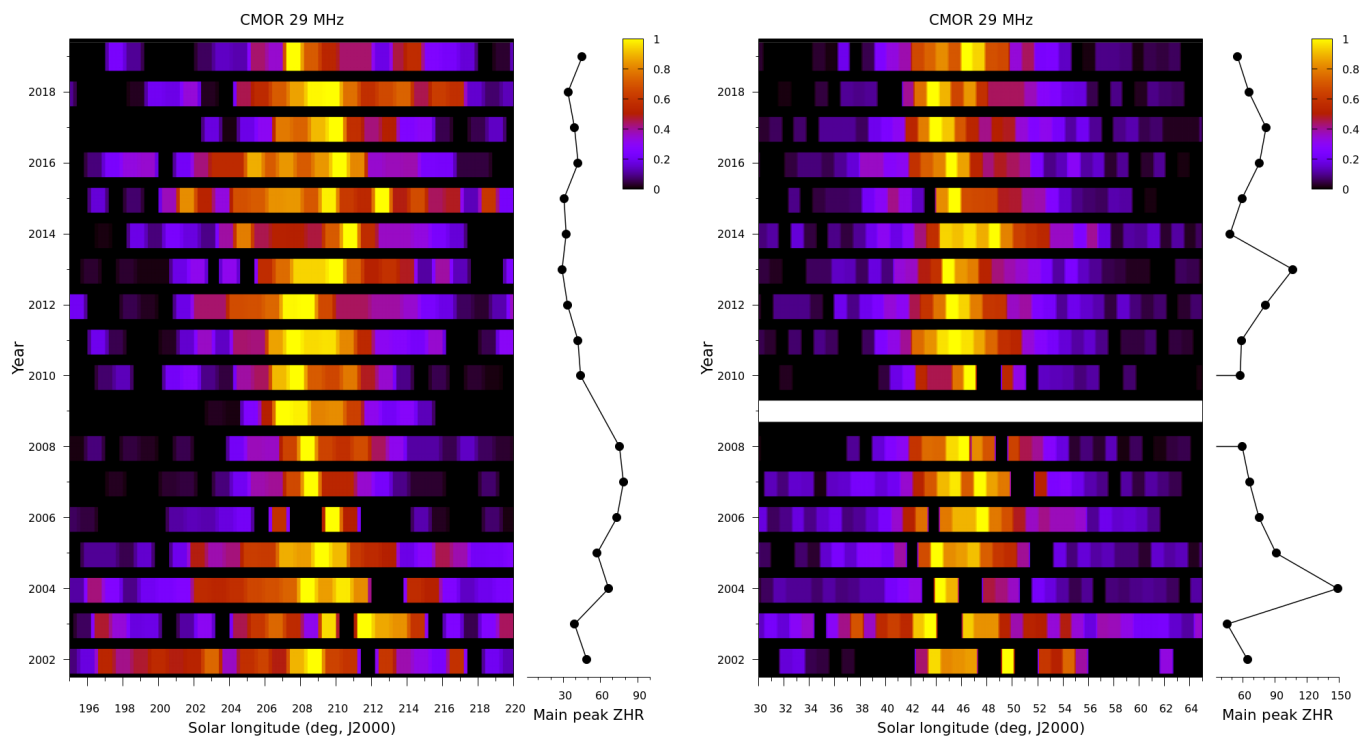 CMOR 29 MHz
1
0.8
0.6
0.4
0.2
0
Year
2018
2016
2014
2012
2010
2008
2006
2004
2002
196 198 200 202 204 206 208 210 212 214 216 218 220
Solar longitude (deg, J2000)
30 60 90
Main peak ZHR
CMOR 29 MHz
1
0.8
0.6
0.4
0.2
0
Year
2018
2016
2014
2012
2010
2008
2006
2004
2002
30 32 34 36 38 40 42 44 46 48 50 52 54 56 58 60 62 64
Solar longitude (deg, J2000)
60 90 120 150
Main peak ZHR